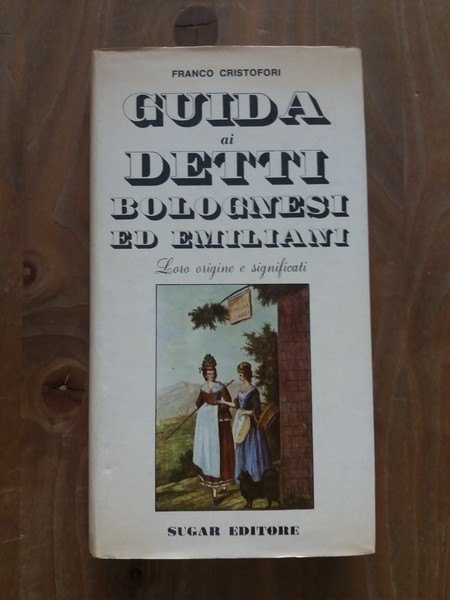 FRANCO CRISTOFORI
GUIDA
ai
DETTI
BOLOGNESI
ED EMILIANI
Loro origine e significati
SUGAR EDITORE